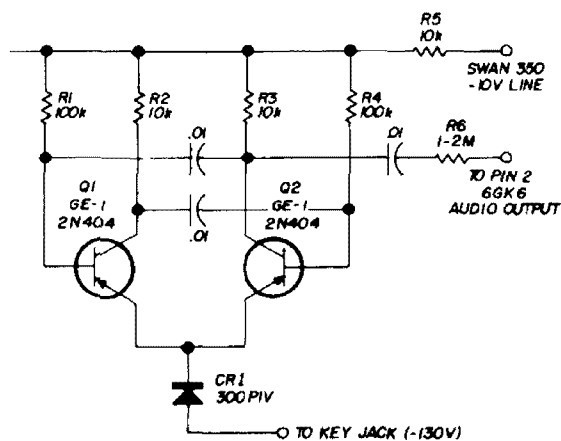 R5
10k
SWAN 350
-10V LINE
R1
100k
R2
10k
R3
10k
R4
100k
.01
.01
R6
1-2M
TO PIN 2
6GK6
AUDIO OUTPUT
Q1
GE-1
2N404
Q2
GE-1
2N404
.01
CR1
300PIV
TO KEY JACK (-130V)